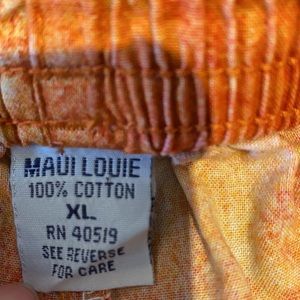 MAUI LOUIE
100% COTTON
XL
RN 40519
SEE REVERSE
FOR CARE